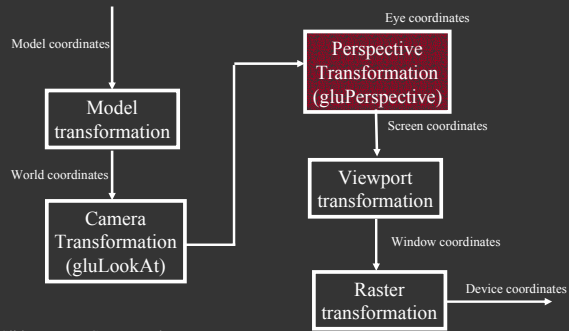 Model coordinates
Model
transformation
World coordinates
Camera
Transformation
(gluLookAt)
Eye coordinates
Perspective
Transformation
(gluPerspective)
Screen coordinates
Viewport
transformation
Window coordinates
Raster
transformation
Device coordinates